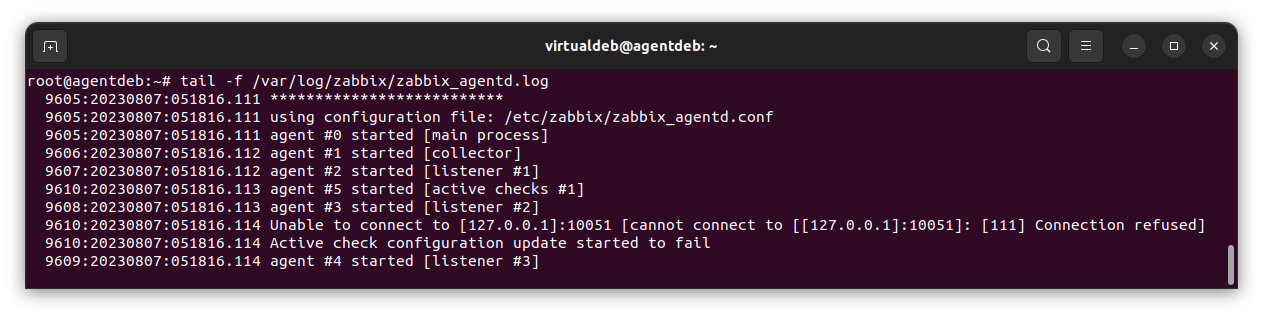 virtualdeb@agentdeb: ~
root@agentdeb:~# tail -f /var/log/zabbix/zabbix_agentd.log
9605:20230807:051816.111 **************************
9605:20230807:051816.111 using configuration file: /etc/zabbix/zabbix_agentd.conf
9605:20230807:051816.111 agent #0 started [main process]
9606:20230807:051816.112 agent #1 started [collector]
9607:20230807:051816.112 agent #2 started [listener #1]
9610:20230807:051816.113 agent #5 started [active checks #1]
9608:20230807:051816.113 agent #3 started [listener #2]
9610:20230807:051816.114 Unable to connect to [127.0.0.1]:10051 [cannot connect to [[127.0.0.1]:10051]: [111] Connection refused]
9610:20230807:051816.114 Active check configuration update started to fail
9609:20230807:051816.114 agent #4 started [listener #3]